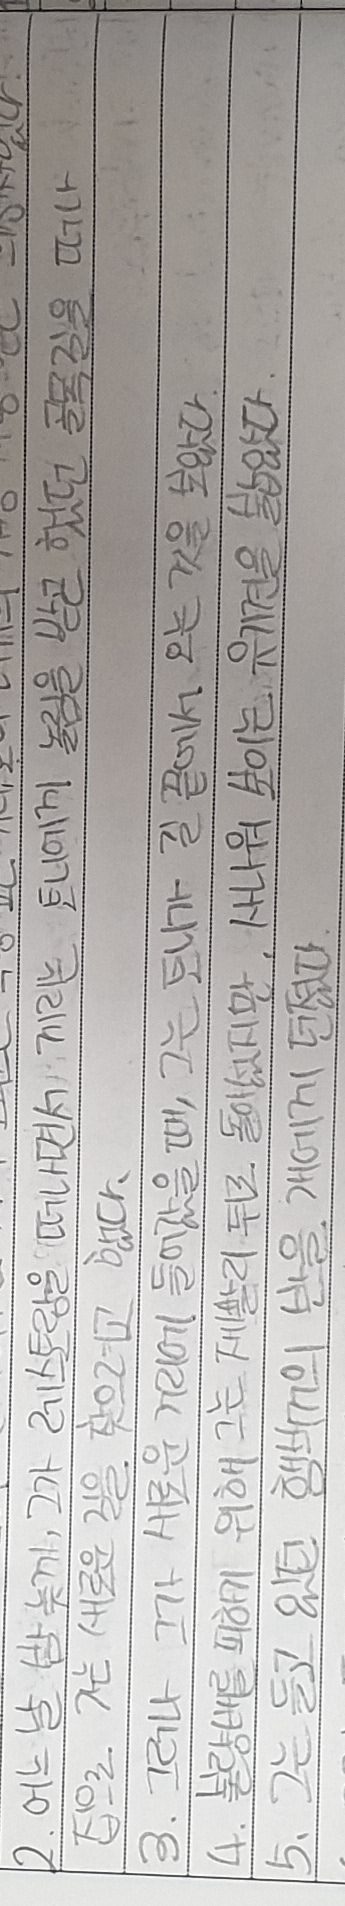 2. 어느 날 밤 늦게, 그가 레스토랑을 떠나면서, 게리는 토니에게 놀림을 받곤 했던 골목길을 떠나
집으로 가는 새로운 길을 찾으려고 했다.
3. 그러나 그가 새로운 거리에 들어갔을 때, 그는 토니가 길 끝에서 오는 것을 보았다.
4. 불량배를 피하기 위해 그는 재빨리 뒤로 돌아섰지만, 사나워 보이는 유기견을 밟았다.
5. 그는 들고 있던 햄버거의 반을 개에게 던졌다.